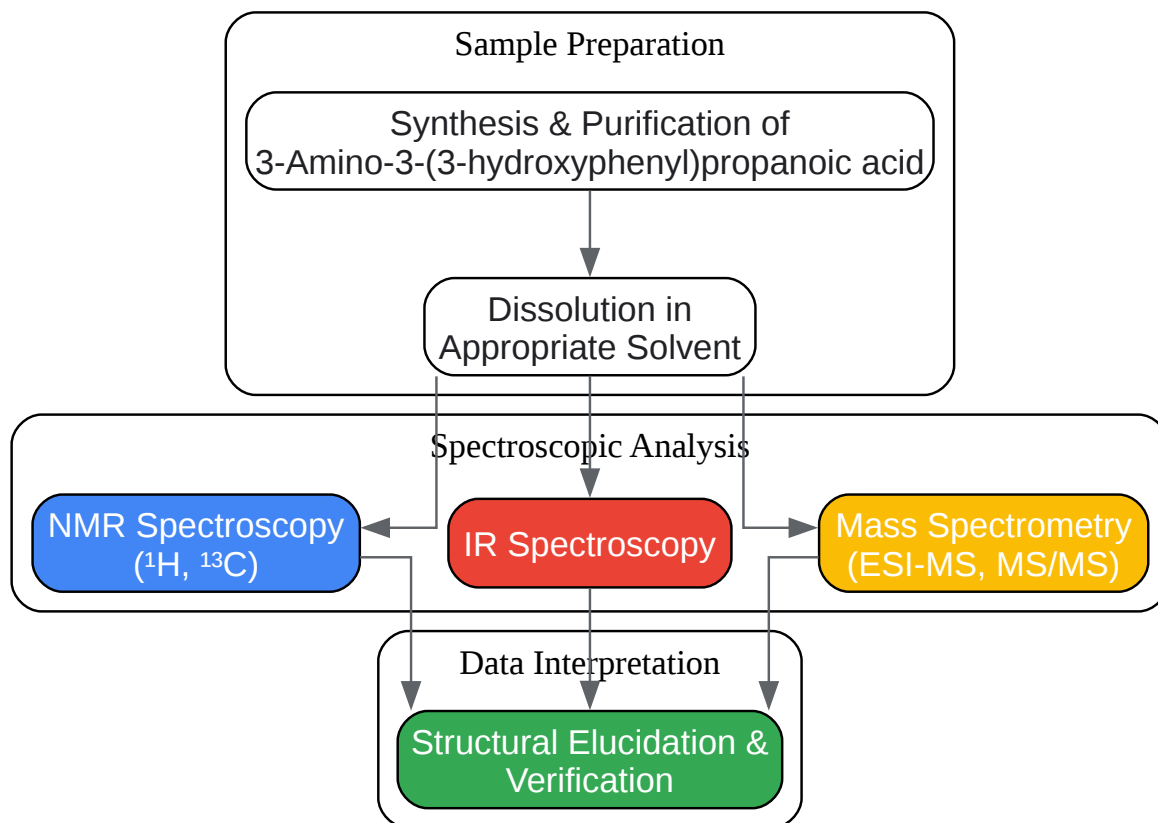 Sample Preparation
Synthesis & Purification of
3-Amino-3-(3-hydroxyphenyl)propanoic acid
Dissolution in
Appropriate Solvent
Spectroscopic Analysis
NMR Spectroscopy
(¹H, ¹³C)
IR Spectroscopy
Mass Spectrometry
(ESI-MS, MS/MS)
Data Interpretation
Structural Elucidation &
Verification